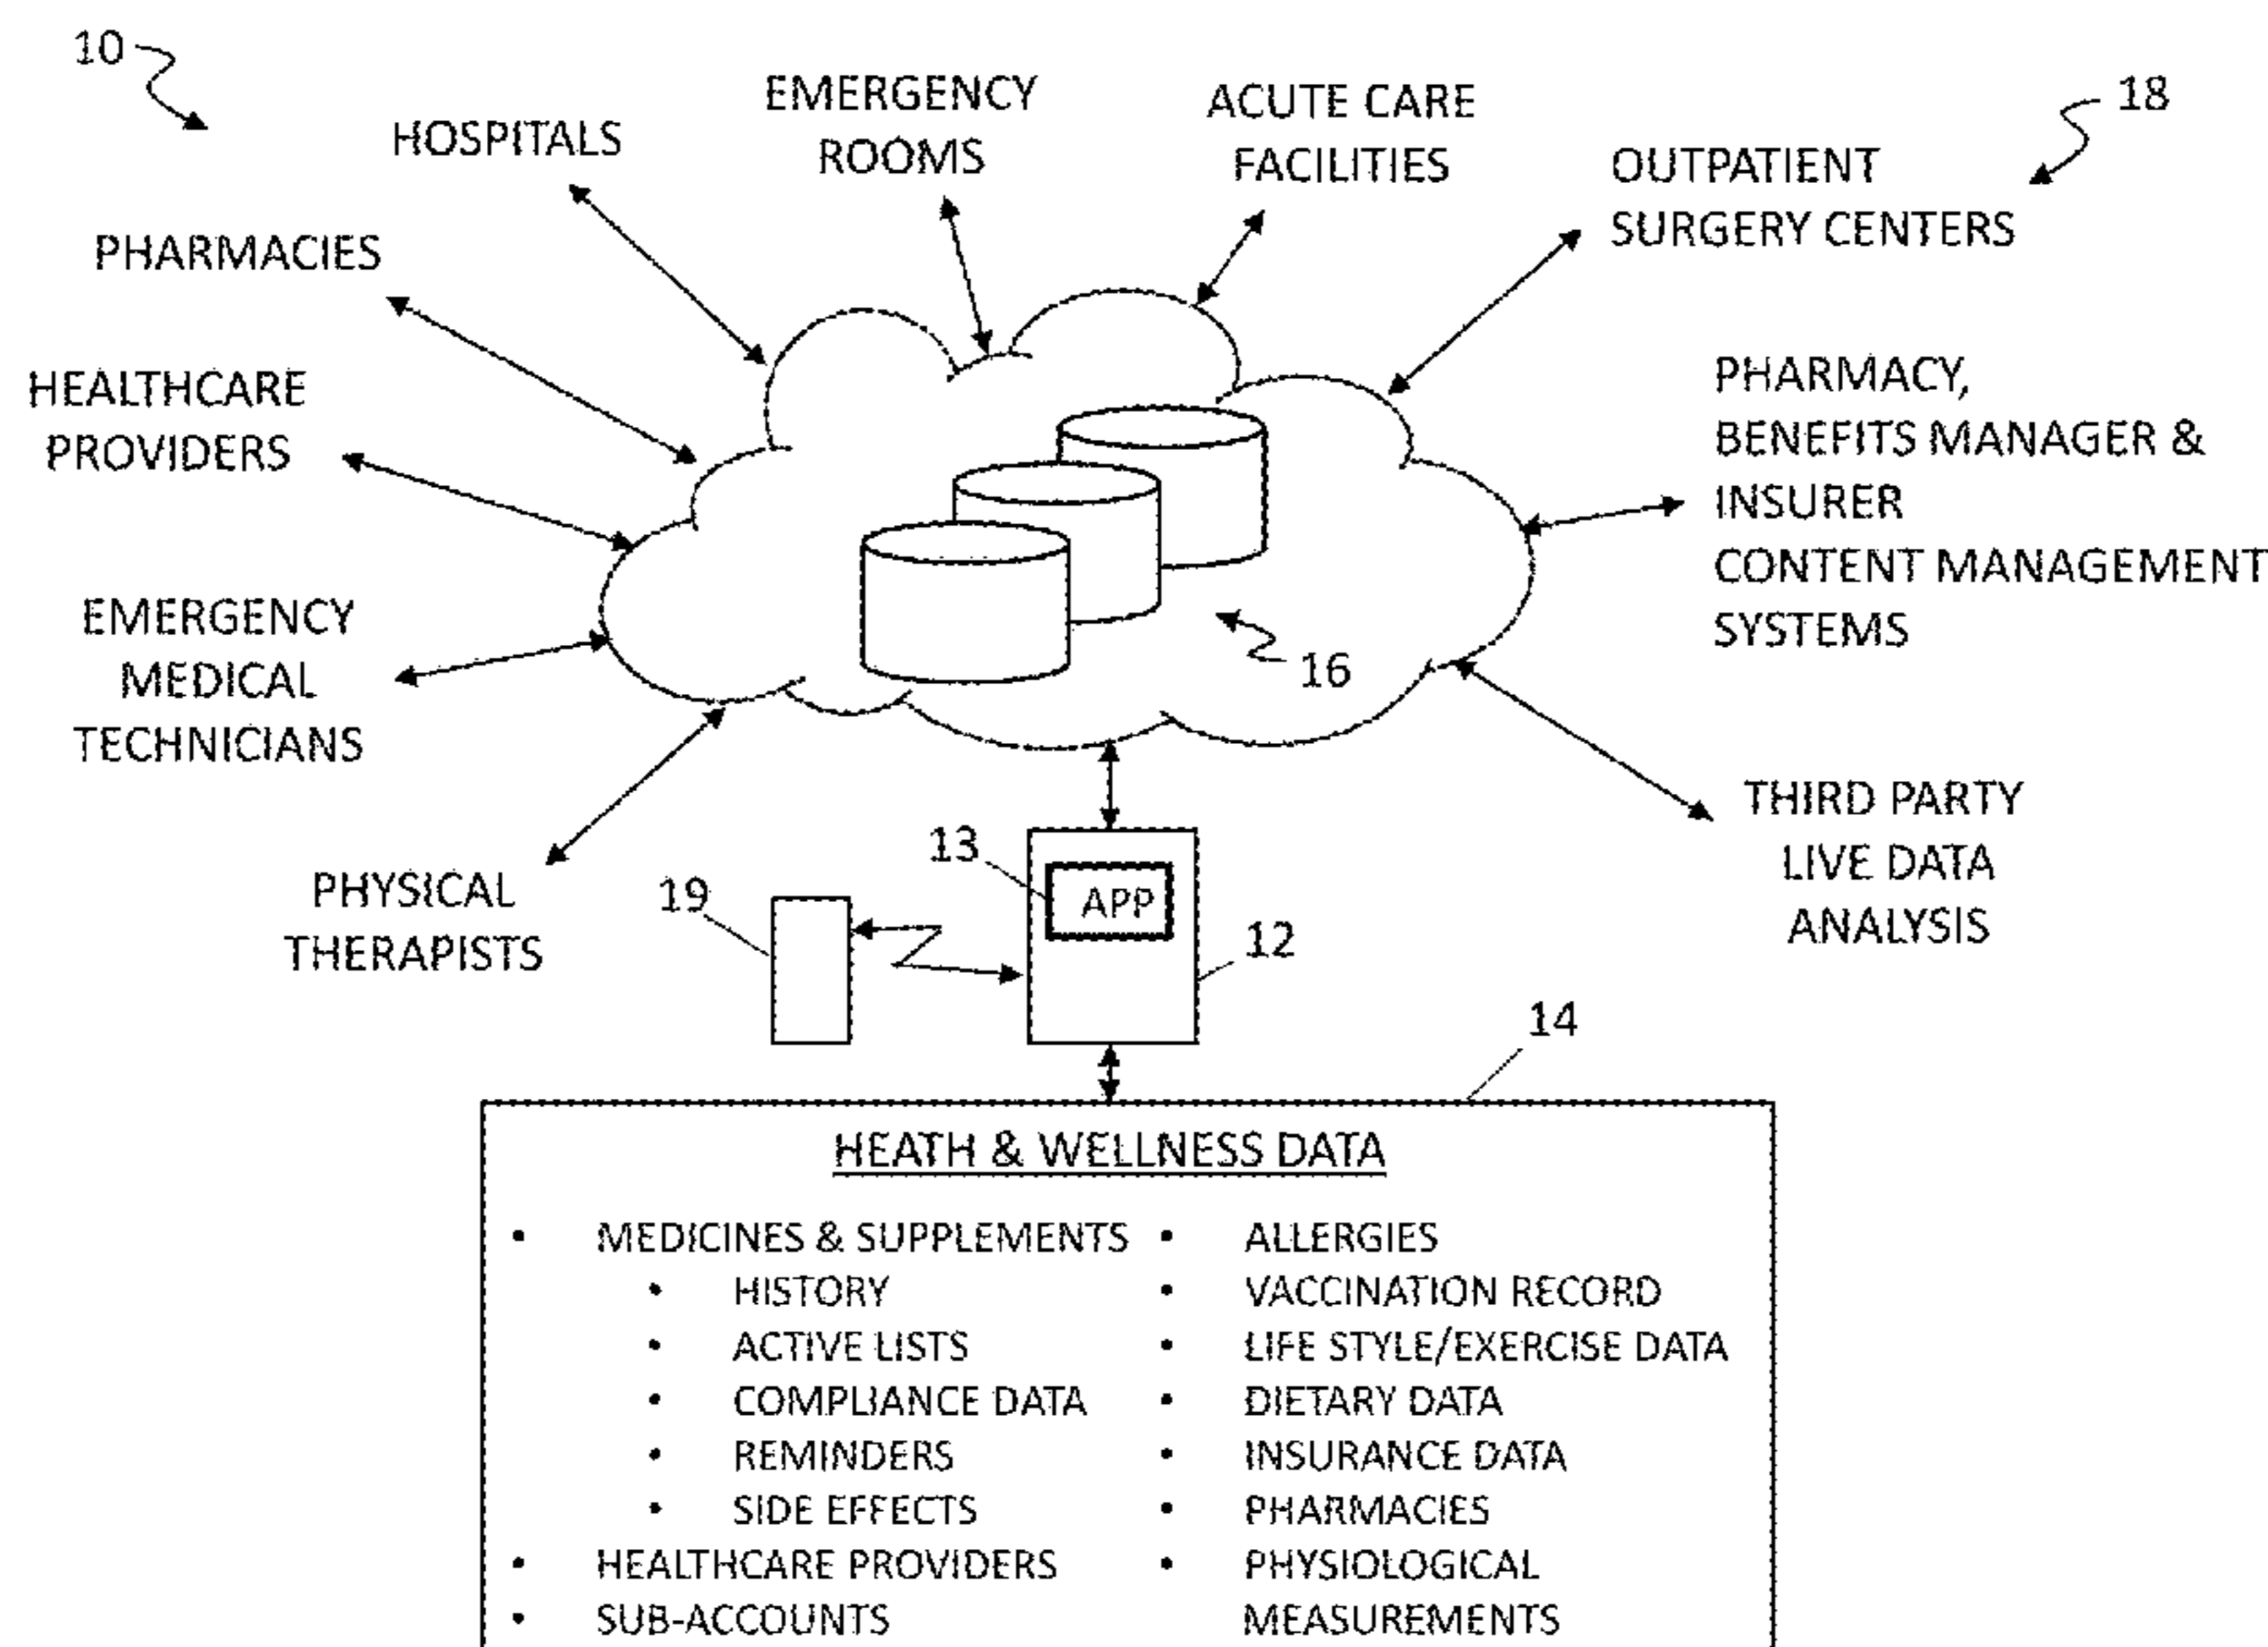 10
HOSPITALS
EMERGENCY
ROOMS
ACUTE CARE
FACILITIES
18
OUTPATIENT
SURGERY CENTERS
PHARMACIES
HEALTHCARE
PROVIDERS
PHARMACY,
BENEFITS MANAGER &
INSURER
CONTENT MANAGEMENT
SYSTEMS
EMERGENCY
MEDICAL
TECHNICIANS
16
THIRD PARTY
LIVE DATA
ANALYSIS
PHYSICAL
THERAPISTS
19
13
APP
12
14
HEATH & WELLNESS DATA
• MEDICINES & SUPPLEMENTS
• HISTORY
• ACTIVE LISTS
• COMPLIANCE DATA
• REMINDERS
• SIDE EFFECTS
• HEALTHCARE PROVIDERS
• SUB-ACCOUNTS
• ALLERGIES
• VACCINATION RECORD
• LIFE STYLE/EXERCISE DATA
• DIETARY DATA
• INSURANCE DATA
• PHARMACIES
• PHYSIOLOGICAL
MEASUREMENTS